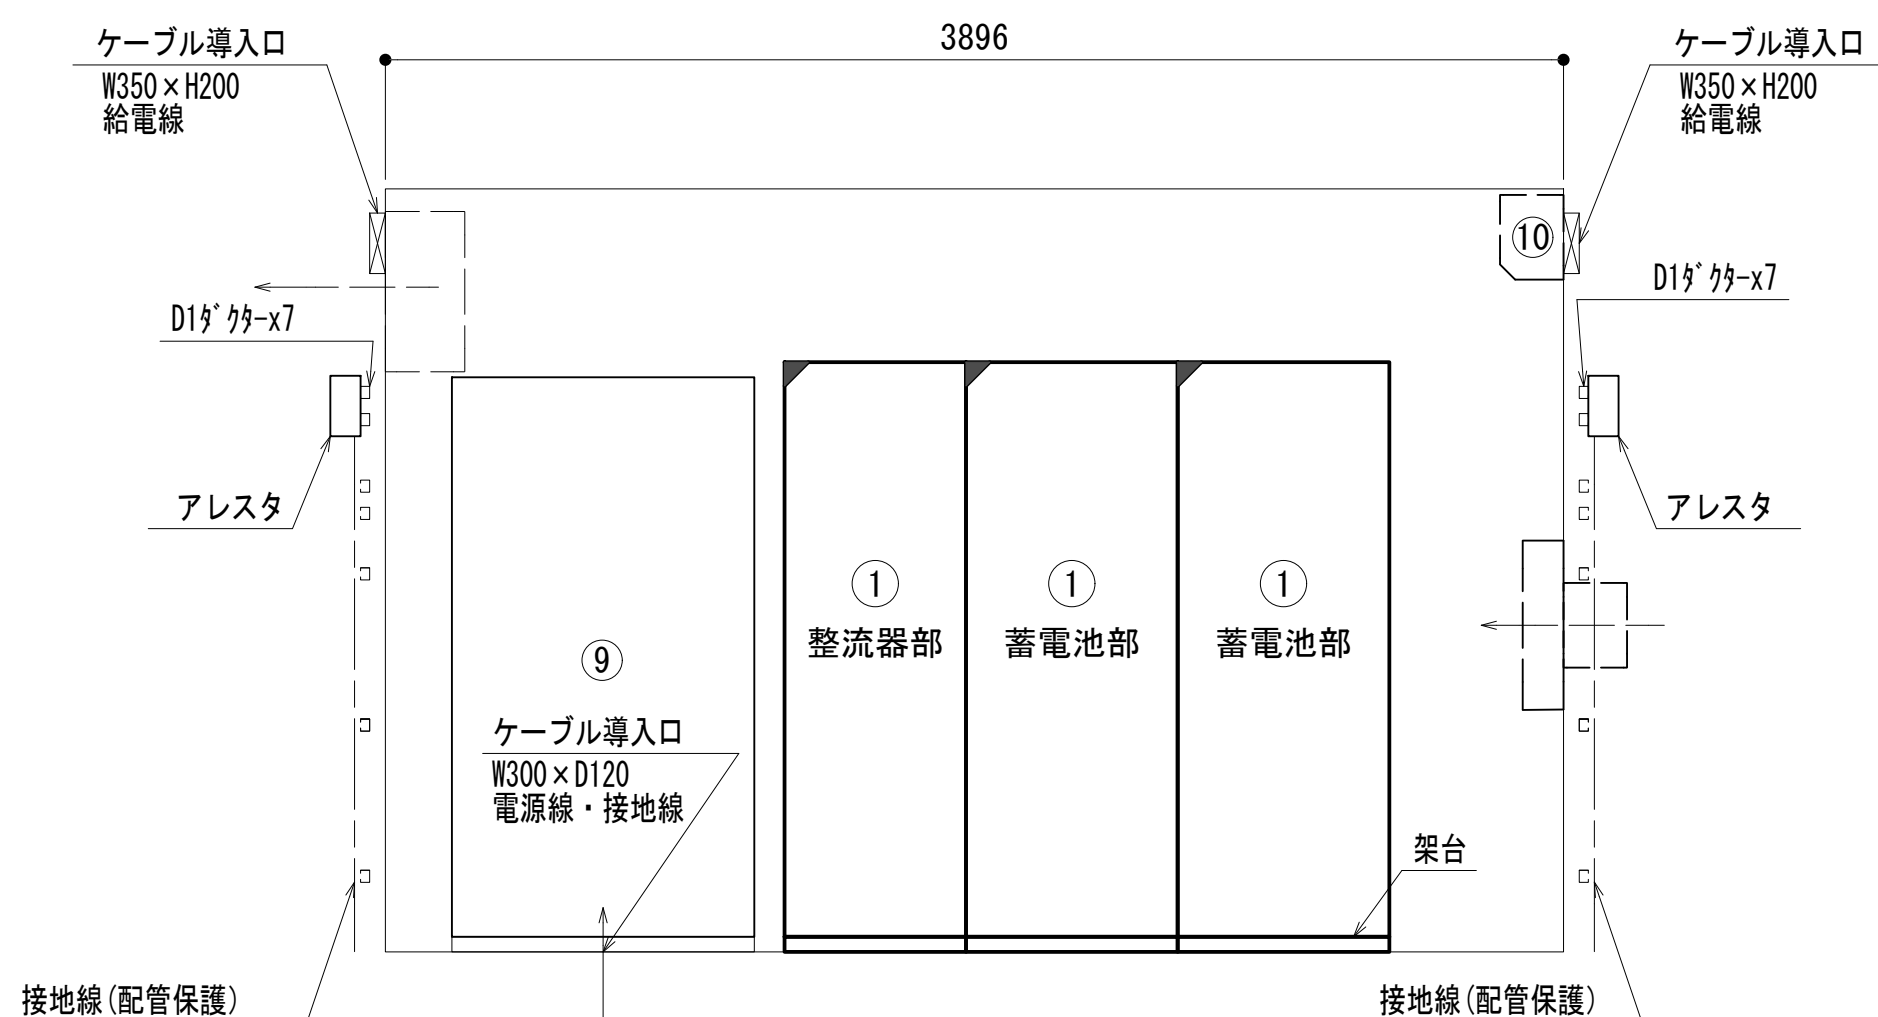 3896
ケーブル導入口
W350×H200
給電線
ケーブル導入口
W350×H200
給電線
⑩
D1ﾀﾞｸﾀｰx7
D1ﾀﾞｸﾀｰx7
アレスタ
アレスタ
①
整流器部
①
蓄電池部
①
蓄電池部
⑨
ケーブル導入口
W300×D120
電源線・接地線
架台
接地線(配管保護)
接地線(配管保護)